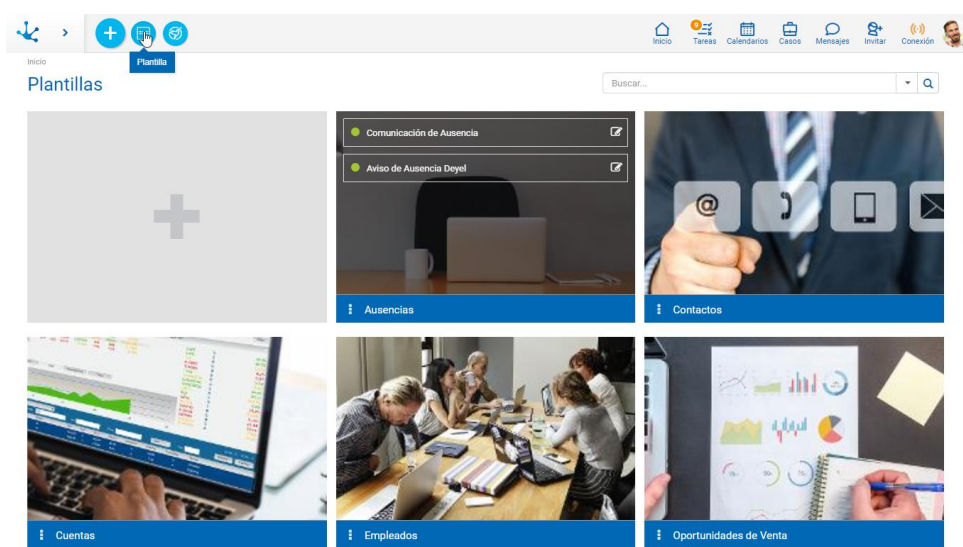 Plantilla
9
Inicio
Tareas
Calendarios
Casos
Mensajes
Invitar
Conexión
Inicio
Plantillas
Buscar...
Comunicación de Ausencia
Aviso de Ausencia Deyel
@
Ausencias
Contactos
Cuentas
Empleados
Oportunidades de Venta